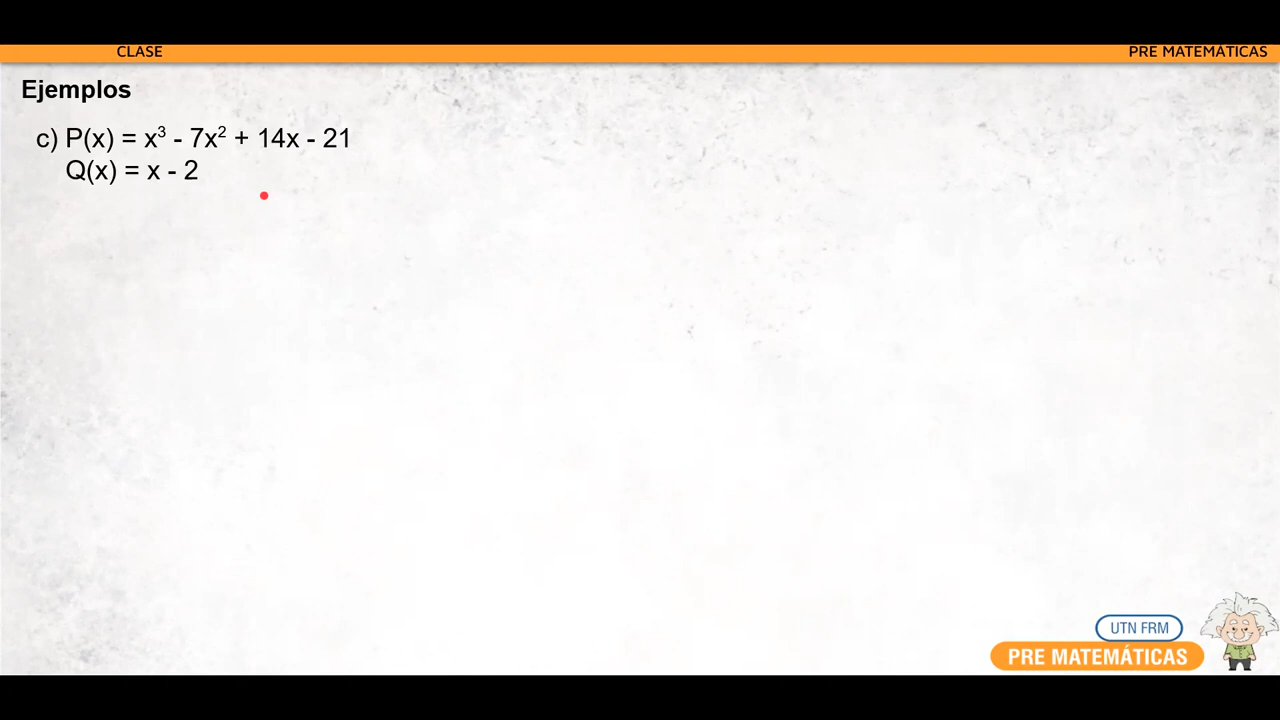 CLASE
PRE MATEMÁTICAS
Ejemplos
c) P(x) = x³ - 7x² + 14x - 21
Q(x) = x - 2
UTN FRM
PRE MATEMÁTICAS